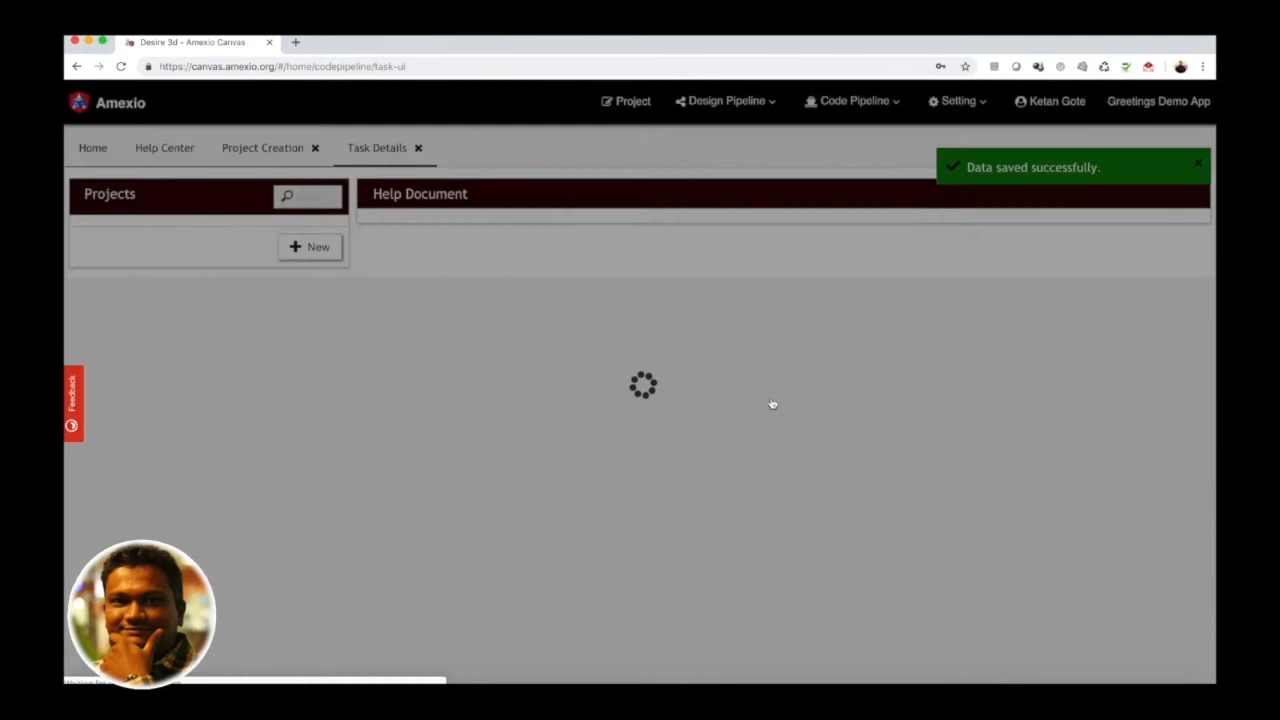 Desire 3d - Amexio Canvas
https://canvas.amexio.org/#/home/codepipeline/task-ui
Amexio
Project
Design Pipeline
Code Pipeline
Setting
Ketan Gote
Greetings Demo App
Home
Help Center
Project Creation
Task Details
Data saved successfully.
Projects
Help Document
New
Feedback
Waiting for